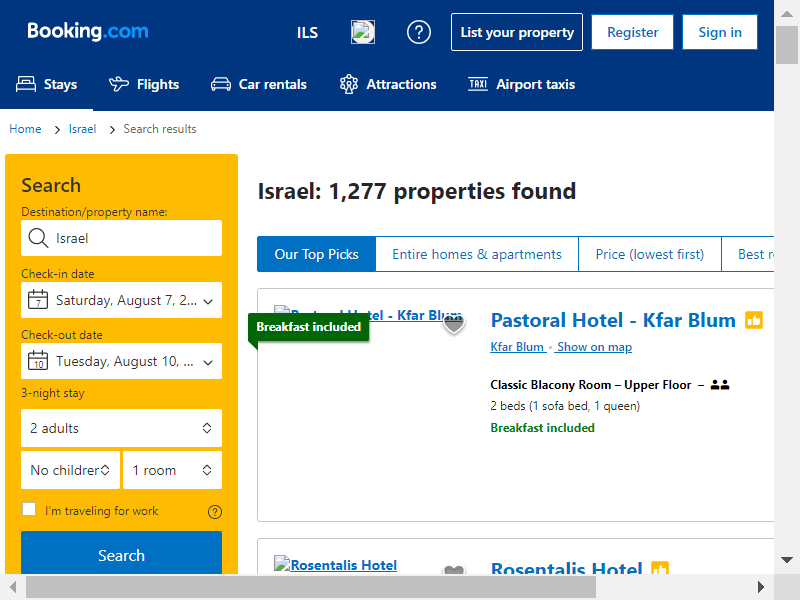 Booking.com
ILS
List your property
Register
Sign in
Stays
Flights
Car rentals
Attractions
TAXI
Airport taxis
Home
Israel
Search results
Search
Destination/property name:
Israel
Check-in date
7
Saturday, August 7, 2...
Check-out date
10
Tuesday, August 10, ...
3-night stay
2 adults
No children
1 room
I'm traveling for work
Search
Israel: 1,277 properties found
Our Top Picks
Entire homes & apartments
Price (lowest first)
Best
Pastoral Hotel - Kfar Blum
Breakfast included
Pastoral Hotel - Kfar Blum
Kfar Blum
Show on map
Classic Blacony Room – Upper Floor –
2 beds (1 sofa bed, 1 queen)
Breakfast included
Rosentalis Hotel
Rosentalis Hotel